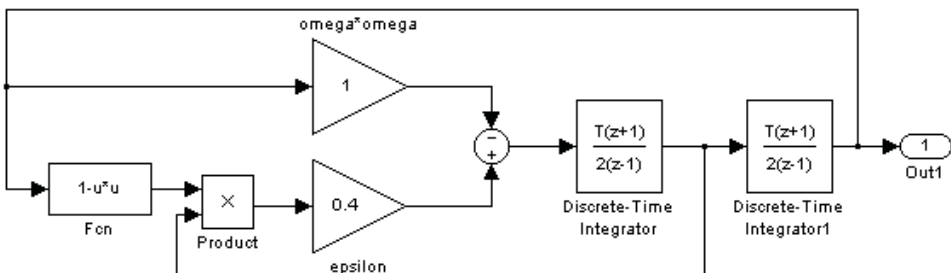 omega*omega
1
T(z+1)
2(z-1)
Discrete-Time
Integrator
T(z+1)
2(z-1)
Discrete-Time
Integrator1
1
Out1
-
+
1-u*u
Fcn
×
Product
0.4
epsilon